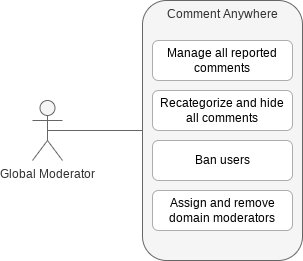 Comment Anywhere
Manage all reported
comments
Recategorize and hide
all comments
Ban users
Assign and remove
domain moderators
Global Moderator